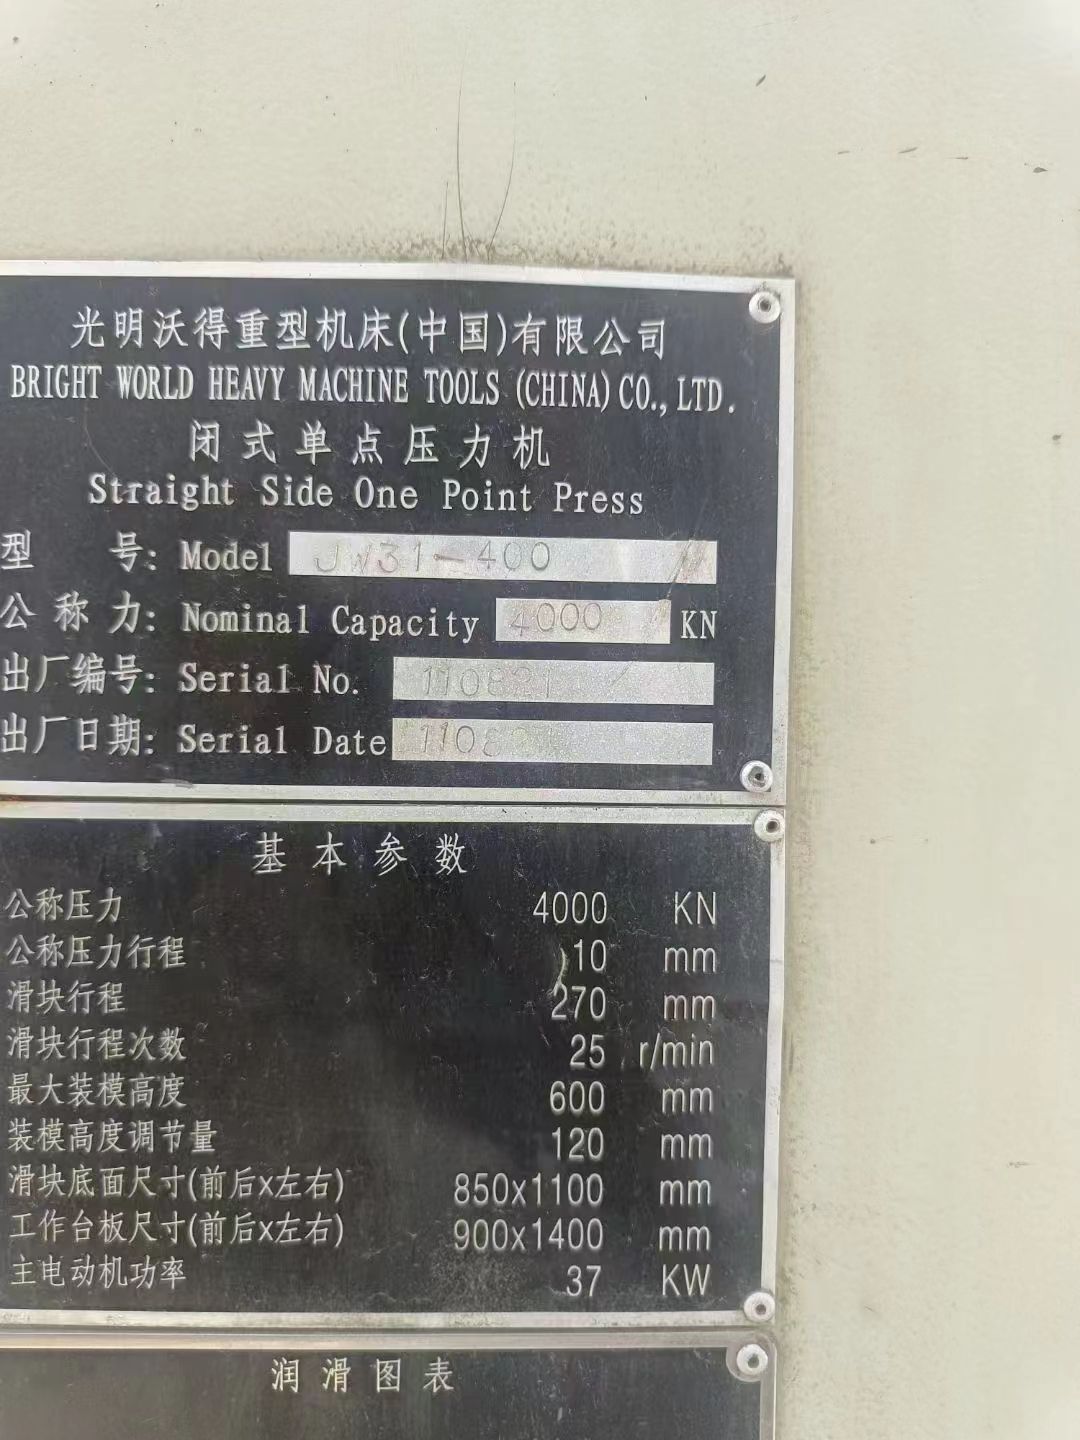 光明沃得重型机床(中国)有限公司
BRIGHT WORLD HEAVY MACHINE TOOLS (CHINA) CO., LTD.
闭式单点压力机
Straight Side One Point Press
型 号: Model JW31-400
公称力: Nominal Capacity 4000 KN
出厂编号: Serial No. 110821
出厂日期: Serial Date
基本参数
公称压力 4000 KN
公称压力行程 10 mm
滑块行程 270 mm
滑块行程次数 25 r/min
最大装模高度 600 mm
装模高度调节量 120 mm
滑块底面尺寸(前后x左右) 850x1100 mm
工作台板尺寸(前后x左右) 900x1400 mm
主电动机功率 37 KW
润滑图表